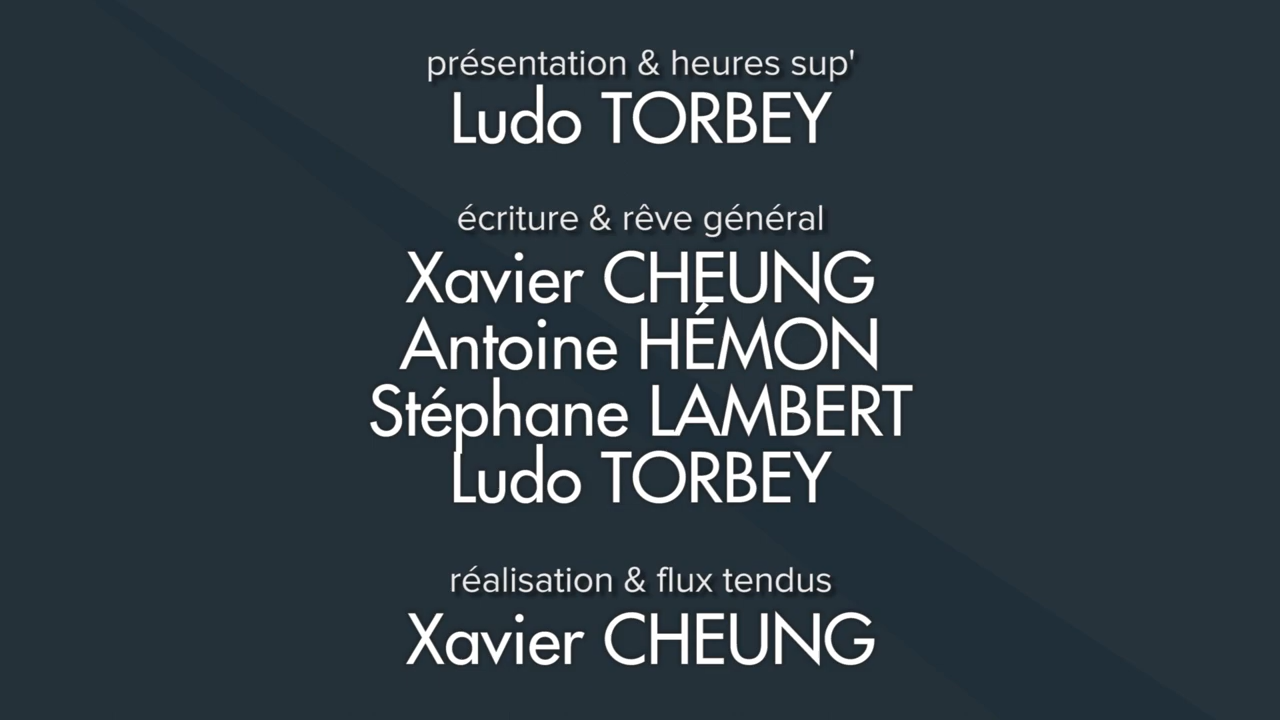 présentation & heures sup'
Ludo TORBEY
écriture & rêve général
Xavier CHEUNG
Antoine HÉMON
Stéphane LAMBERT
Ludo TORBEY
réalisation & flux tendus
Xavier CHEUNG